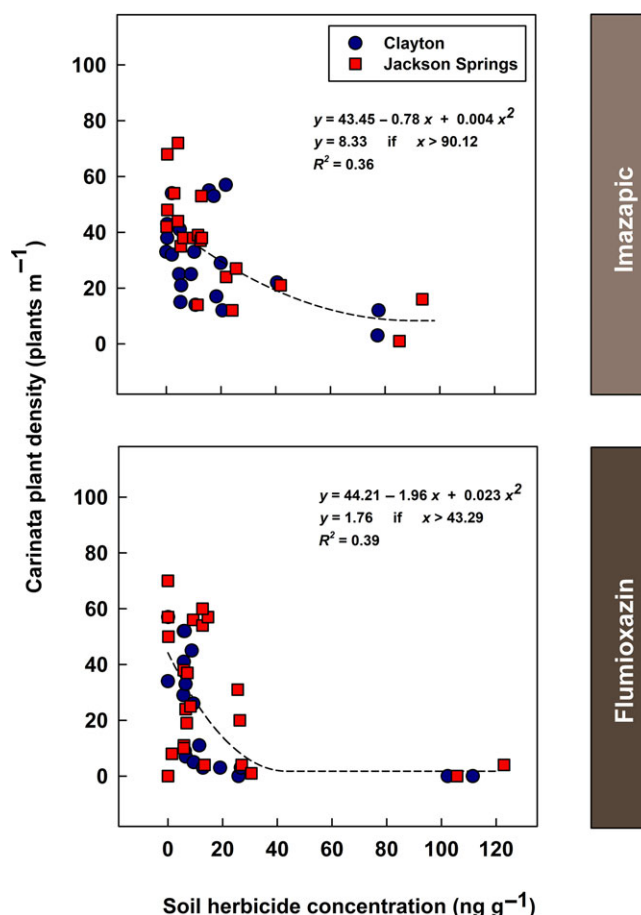 Clayton
Jackson Springs
100
80
60
40
20
0
y = 43.45 – 0.78 x + 0.004 x²
y = 8.33 if x > 90.12
R² = 0.36
Imazapic
Carinata plant density (plants m⁻¹)
100
80
60
40
20
0
y = 44.21 – 1.96 x + 0.023 x²
y = 1.76 if x > 43.29
R² = 0.39
Flumioxazin
0 20 40 60 80 100 120
Soil herbicide concentration (ng g⁻¹)